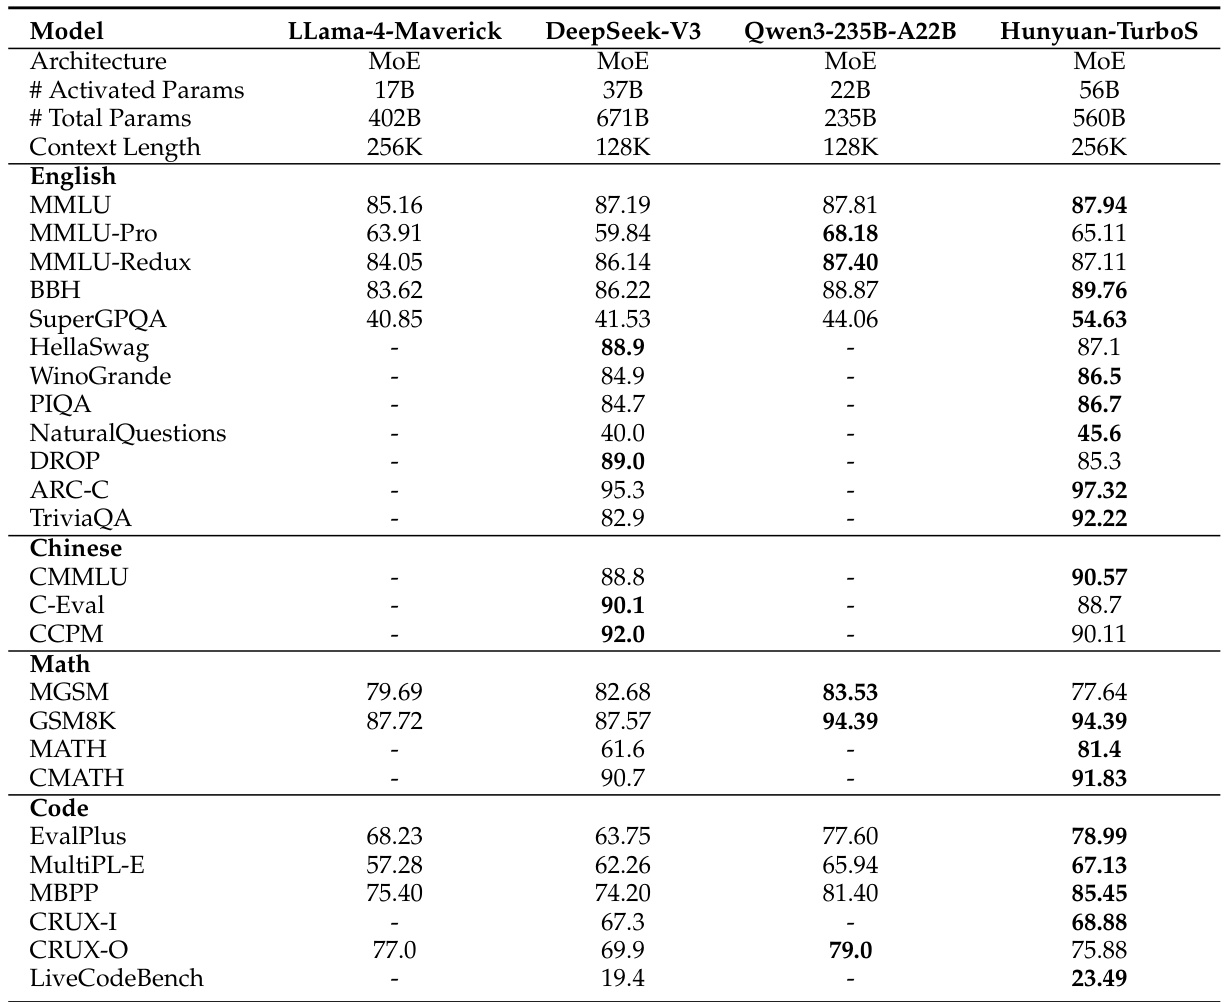 Model LLama-4-Maverick DeepSeek-V3 Qwen3-235B-A22B Hunyuan-TurboS
Architecture MoE MoE MoE MoE
# Activated Params 17B 37B 22B 56B
# Total Params 402B 671B 235B 560B
Context Length 256K 128K 128K 256K
English
MMLU 85.16 87.19 87.81 87.94
MMLU-Pro 63.91 59.84 68.18 65.11
MMLU-Redux 84.05 86.14 87.40 87.11
BBH 83.62 86.22 88.87 89.76
SuperGPQA 40.85 41.53 44.06 54.63
HellaSwag - 88.9 - 87.1
WinoGrande - 84.9 - 86.5
PIQA - 84.7 - 86.7
NaturalQuestions - 40.0 - 45.6
DROP - 89.0 - 85.3
ARC-C - 95.3 - 97.32
TriviaQA - 82.9 - 92.22
Chinese
CMMLU - 88.8 - 90.57
C-Eval - 90.1 - 88.7
CCPM - 92.0 - 90.11
Math
MGSM 79.69 82.68 83.53 77.64
GSM8K 87.72 87.57 94.39 94.39
MATH - 61.6 - 81.4
CMATH - 90.7 - 91.83
Code
EvalPlus 68.23 63.75 77.60 78.99
MultiPL-E 57.28 62.26 65.94 67.13
MBPP 75.40 74.20 81.40 85.45
CRUX-I - 67.3 - 68.88
CRUX-O 77.0 69.9 79.0 75.88
LiveCodeBench - 19.4 - 23.49